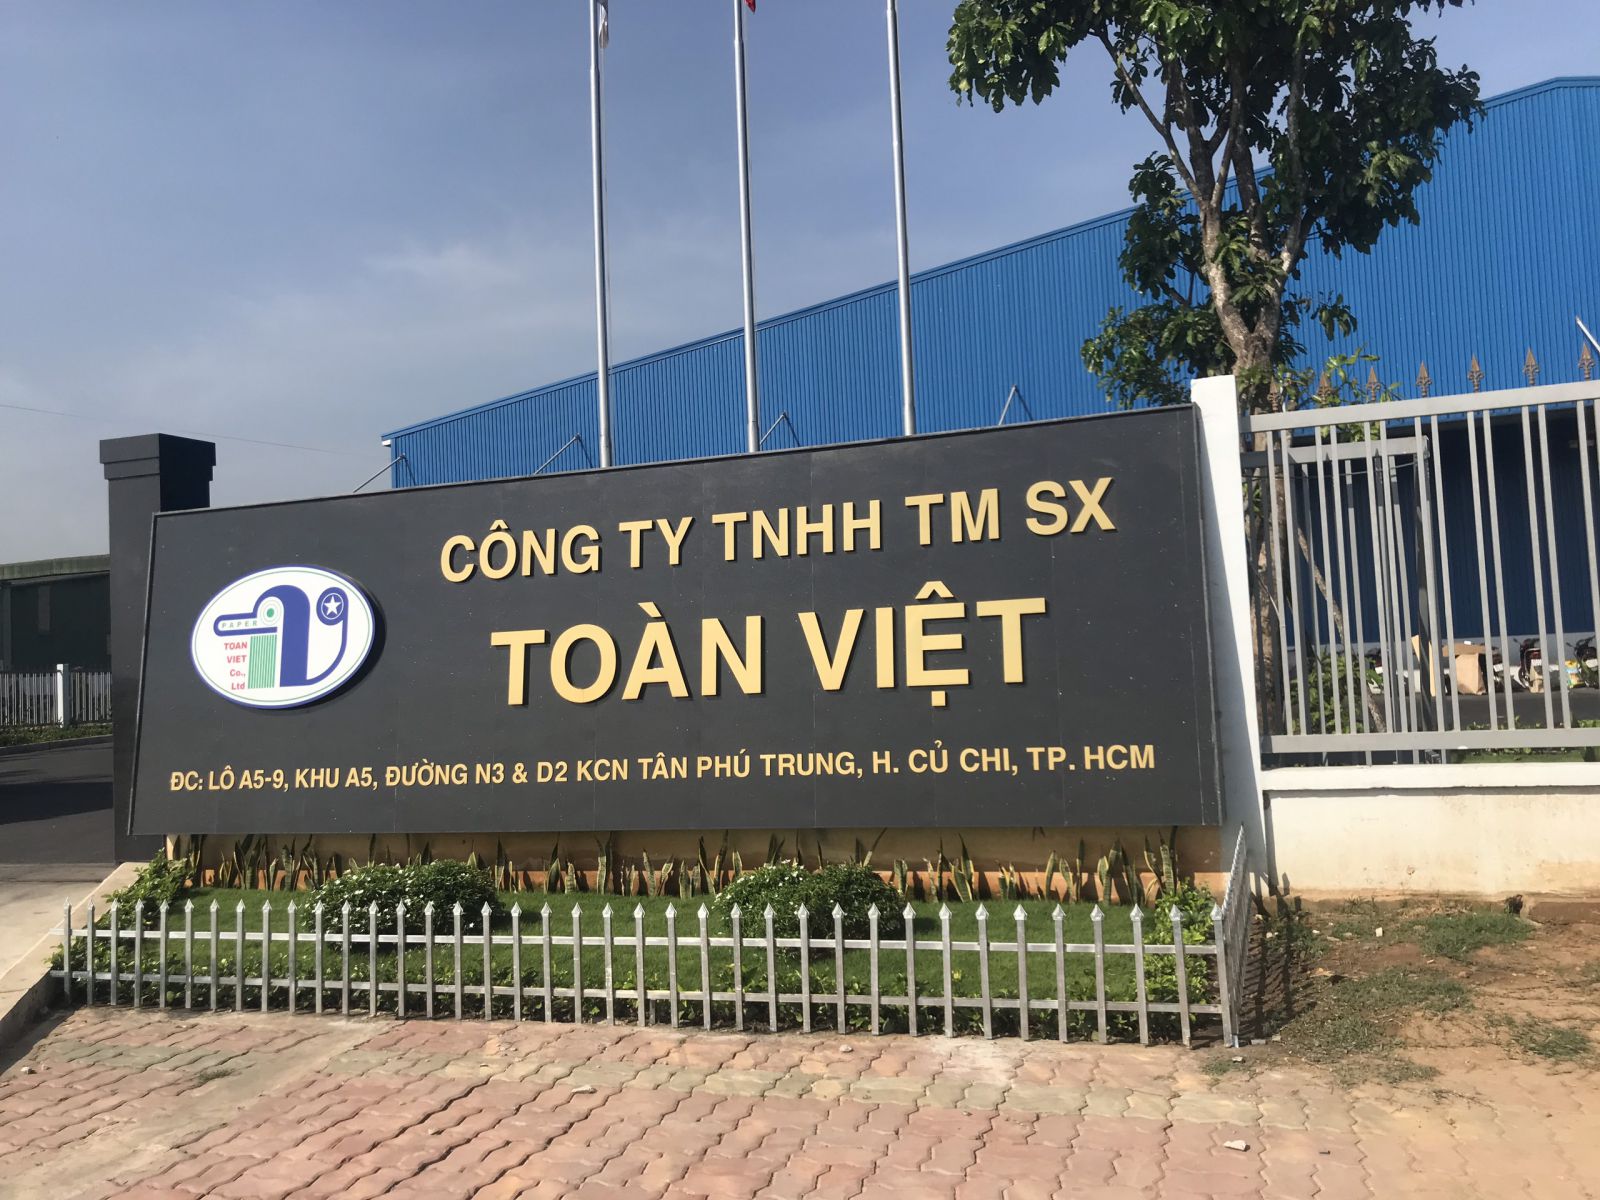 CÔNG TY TNHH TM SX
TOÀN VIỆT
PAPER
TOAN
VIET
Co.,
Ltd
ĐC: LÔ A5-9, KHU A5, ĐƯỜNG N3 & D2 KCN TÂN PHÚ TRUNG, H. CỦ CHI, TP. HCM